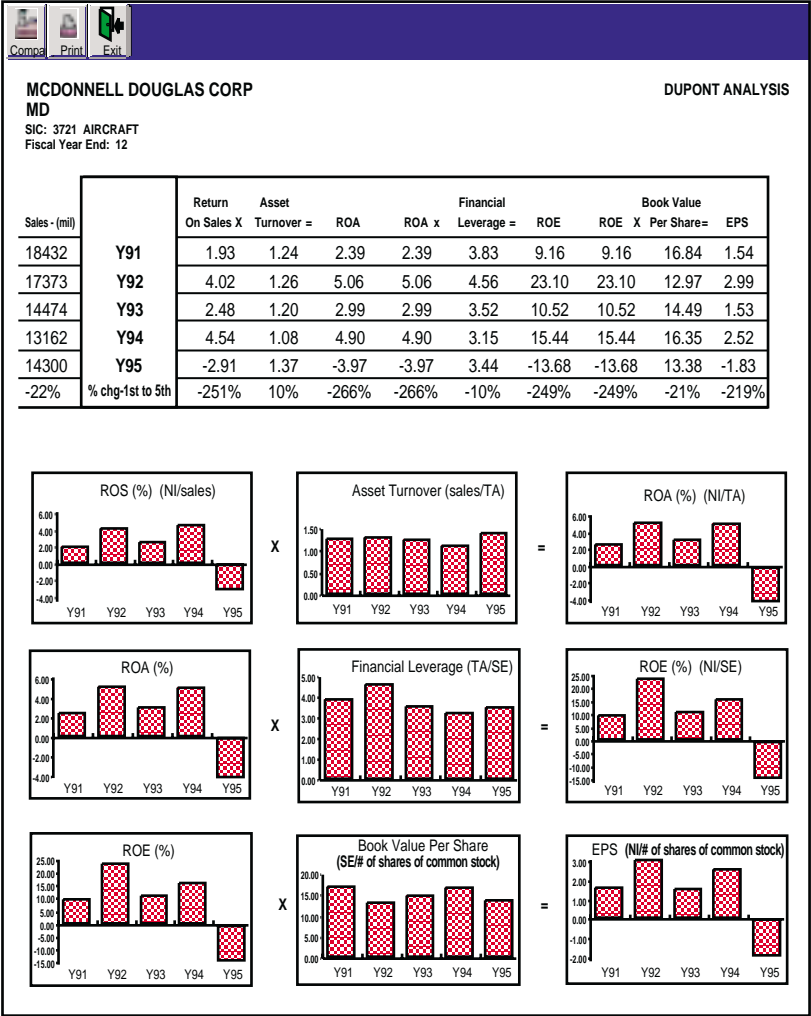 Compa Print Exit
MCDONNELL DOUGLAS CORP
DUPONT ANALYSIS
MD
SIC: 3721 AIRCRAFT
Fiscal Year End: 12
Return Asset Financial Book Value
Sales - (mil) On Sales X Turnover = ROA ROA x Leverage = ROE ROE X Per Share= EPS
18432 Y91 1.93 1.24 2.39 2.39 3.83 9.16 9.16 16.84 1.54
17373 Y92 4.02 1.26 5.06 5.06 4.56 23.10 23.10 12.97 2.99
14474 Y93 2.48 1.20 2.99 2.99 3.52 10.52 10.52 14.49 1.53
13162 Y94 4.54 1.08 4.90 4.90 3.15 15.44 15.44 16.35 2.52
14300 Y95 -2.91 1.37 -3.97 -3.97 3.44 -13.68 -13.68 13.38 -1.83
-22% % chg-1st to 5th -251% 10% -266% -266% -10% -249% -249% -21% -219%
ROS (%) (NI/sales)
6.00
4.00
2.00
0.00
-2.00
-4.00
Y91 Y92 Y93 Y94 Y95
X
Asset Turnover (sales/TA)
1.50
1.00
0.50
0.00
Y91 Y92 Y93 Y94 Y95
=
ROA (%) (NI/TA)
6.00
4.00
2.00
0.00
-2.00
-4.00
Y91 Y92 Y93 Y94 Y95
ROA (%)
6.00
4.00
2.00
0.00
-2.00
-4.00
Y91 Y92 Y93 Y94 Y95
X
Financial Leverage (TA/SE)
5.00
4.00
3.00
2.00
1.00
0.00
Y91 Y92 Y93 Y94 Y95
=
ROE (%) (NI/SE)
25.00
20.00
15.00
10.00
5.00
0.00
-5.00
-10.00
-15.00
Y91 Y92 Y93 Y94 Y95
ROE (%)
25.00
20.00
15.00
10.00
5.00
0.00
-5.00
-10.00
-15.00
Y91 Y92 Y93 Y94 Y95
X
Book Value Per Share
(SE/# of shares of common stock)
20.00
15.00
10.00
5.00
0.00
Y91 Y92 Y93 Y94 Y95
=
EPS (NI/# of shares of common stock)
3.00
2.00
1.00
0.00
-1.00
-2.00
Y91 Y92 Y93 Y94 Y95